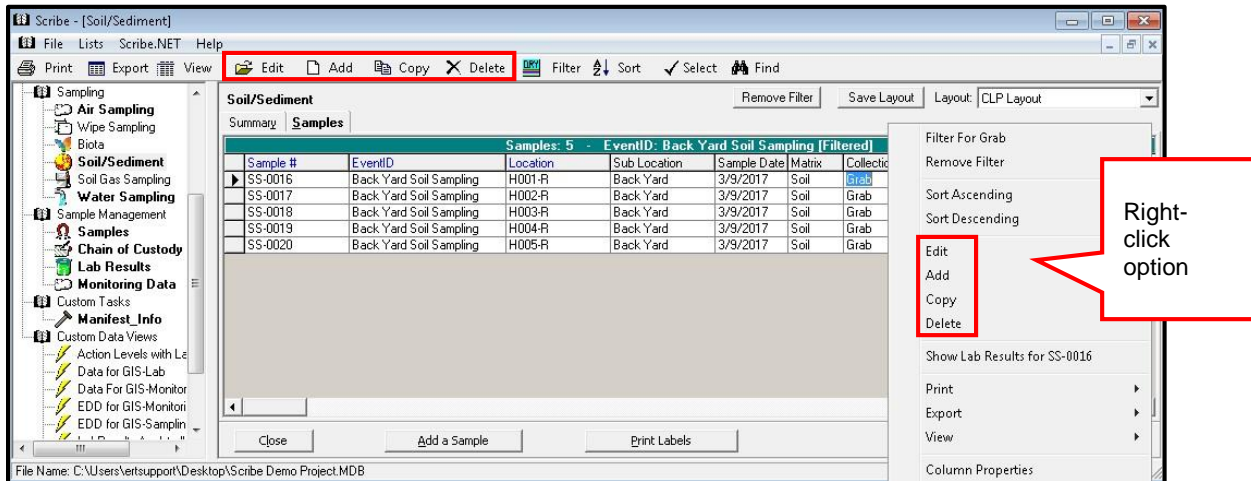 Scribe - [Soil/Sediment]
File Lists Scribe.NET Help
Print Export View Edit Add Copy Delete QRY Filter Sort Select Find
Sampling
Air Sampling
Wipe Sampling
Biota
Soil/Sediment
Soil Gas Sampling
Water Sampling
Sample Management
Samples
Chain of Custody
Lab Results
Monitoring Data
Custom Tasks
Manifest_Info
Custom Data Views
Action Levels with La
Data for GIS-Lab
Data For GIS-Monitor
EDD for GIS-Monitori
EDD for GIS-Samplin
Soil/Sediment
Remove Filter Save Layout Layout: CLP Layout
Summary Samples
Samples: 5 - EventID: Back Yard Soil Sampling [Filtered]
Sample # EventID Location Sub Location Sample Date Matrix Collectic
SS-0016 Back Yard Soil Sampling H001-R Back Yard 3/9/2017 Soil Grab
SS-0017 Back Yard Soil Sampling H002-R Back Yard 3/9/2017 Soil Grab
SS-0018 Back Yard Soil Sampling H003-R Back Yard 3/9/2017 Soil Grab
SS-0019 Back Yard Soil Sampling H004-R Back Yard 3/9/2017 Soil Grab
SS-0020 Back Yard Soil Sampling H005-R Back Yard 3/9/2017 Soil Grab
Close Add a Sample Print Labels
Filter For Grab
Remove Filter
Sort Ascending
Sort Descending
Edit
Add
Copy
Delete
Show Lab Results for SS-0016
Print
Export
View
Column Properties
Right-
click
option
File Name: C:\Users\ertsupport\Desktop\Scribe Demo Project.MDB